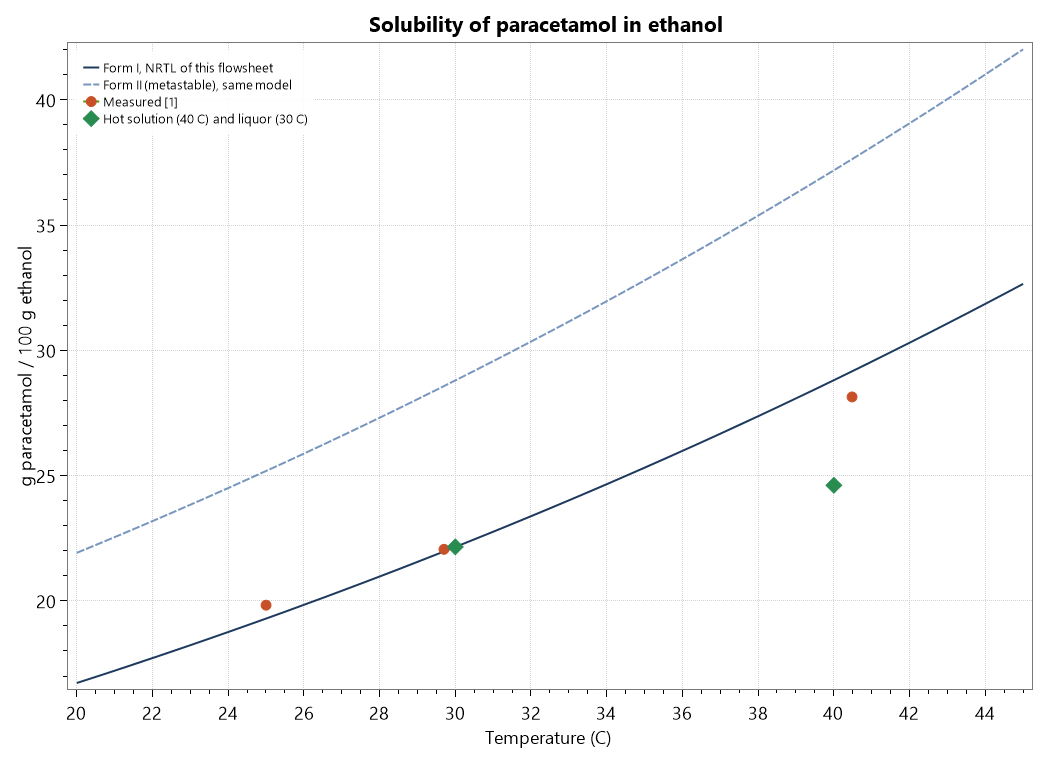 Solubility of paracetamol in ethanol
Form I, NRTL of this flowsheet
Form II (metastable), same model
Measured [1]
Hot solution (40 C) and liquor (30 C)
g paracetamol / 100 g ethanol
40
35
30
25
20
20 22 24 26 28 30 32 34 36 38 40 42 44
Temperature (C)